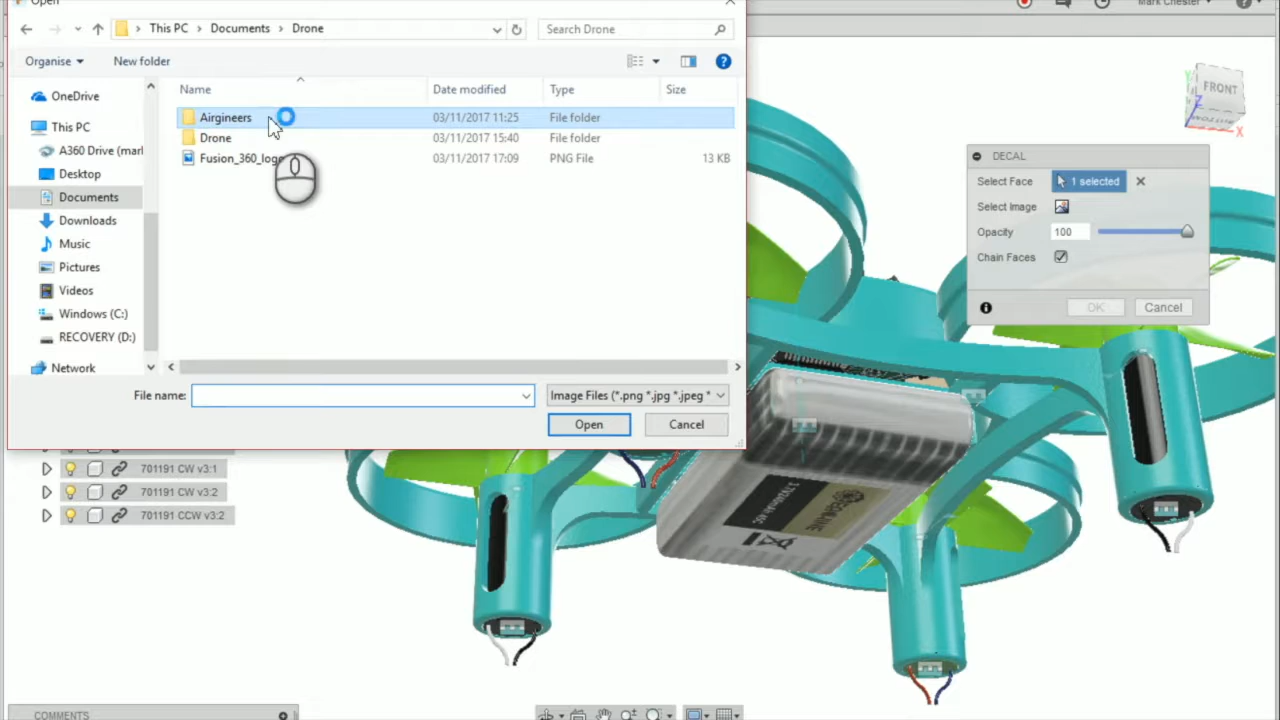 Open
Mark Chester
This PC > Documents > Drone
Search Drone
Organise
New folder
Name
Date modified
Type
Size
OneDrive
This PC
A360 Drive (mark
Desktop
Documents
Downloads
Music
Pictures
Videos
Windows (C:)
RECOVERY (D:)
Network
Airgineers
03/11/2017 11:25
File folder
Drone
03/11/2017 15:40
File folder
Fusion_360_logo
03/11/2017 17:09
PNG File
13 KB
File name:
Image Files (*.png *.jpg *.jpeg *
Open
Cancel
FRONT
X
Y
Z
DECAL
Select Face
1 selected
Select Image
Opacity
100
Chain Faces
OK
Cancel
701191 CW v3:1
701191 CW v3:2
701191 CCW v3:2
COMMENTS